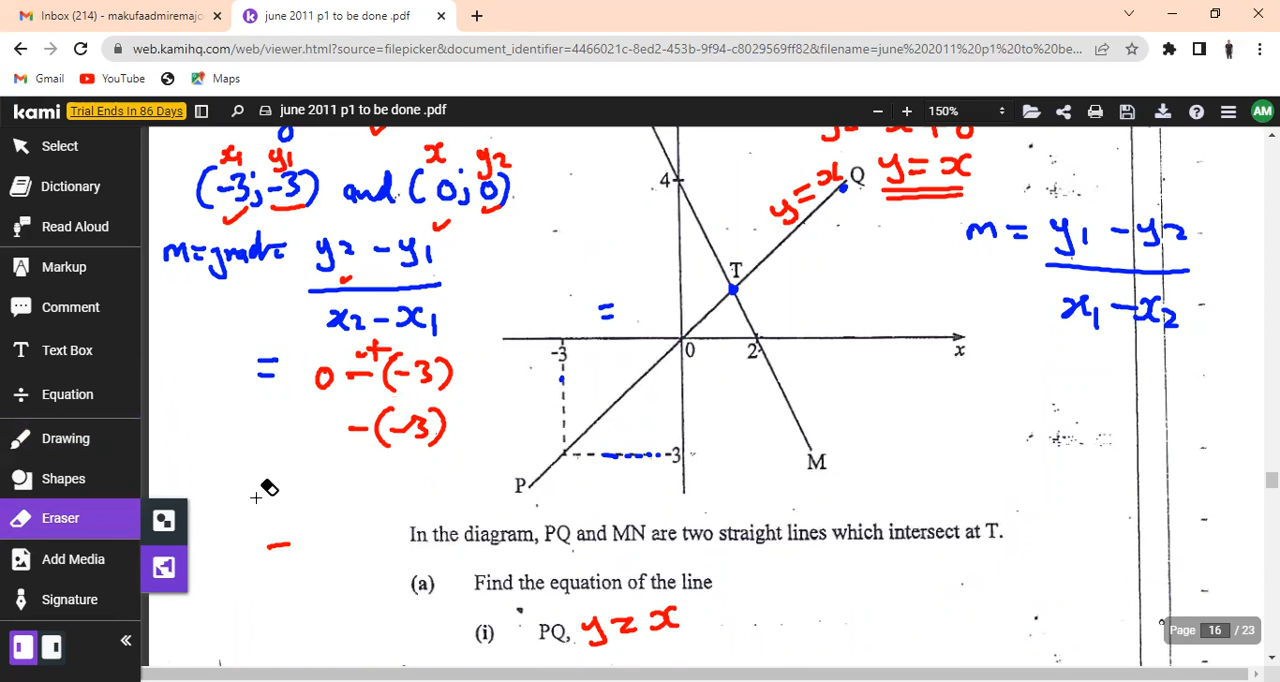 Inbox (214) - makufaadmiremajo
june 2011 p1 to be done .pdf
web.kamihq.com/web/viewer.html?source=filepicker&document_identifier=4466021c-8ed2-453b-9f94-c8029569ff82&filename=june%202011%20p1%20to%20be...
Gmail
YouTube
Maps
kami
Trial Ends In 86 Days
june 2011 p1 to be done .pdf
150%
AM
Select
Dictionary
Read Aloud
Markup
Comment
Text Box
Equation
Drawing
Shapes
Eraser
Add Media
Signature
0
x1 y1 x y2
(-3; -3) and (0; 0)
m=grad= y2 - y1
x2 - x1
= 0 - (-3)
+
-(-3)
-
=
4
y = x
Q
y = x + 0
y = x
m = y1 - y2
x1 - x2
T
-3
0
2
x
-3
P
M
In the diagram, PQ and MN are two straight lines which intersect at T.
(a) Find the equation of the line
(i) PQ, y = x
Page 16 / 23